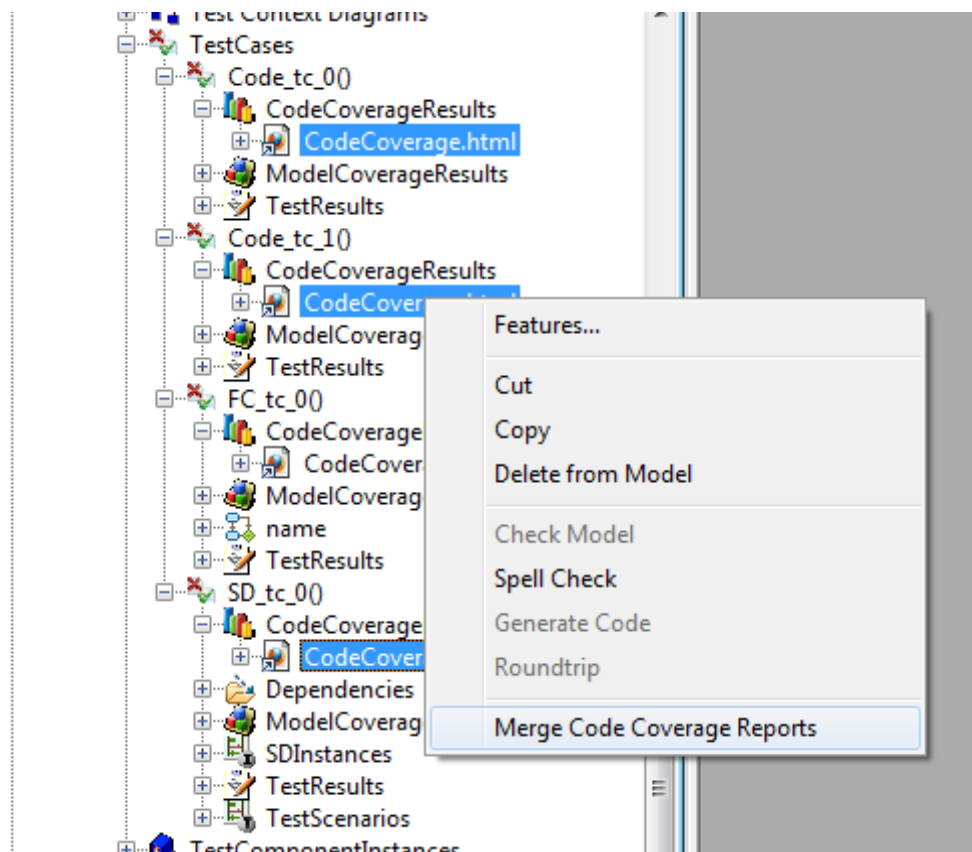 Test Context Diagrams
TestCases
Code_tc_0()
CodeCoverageResults
CodeCoverage.html
ModelCoverageResults
TestResults
Code_tc_1()
CodeCoverageResults
CodeCover
ModelCoverag
TestResults
FC_tc_0()
CodeCoverage
CodeCover
ModelCoverag
name
TestResults
SD_tc_0()
CodeCoverage
CodeCover
Dependencies
ModelCoverag
SDInstances
TestResults
TestScenarios
TestComponentInstances
Features...
Cut
Copy
Delete from Model
Check Model
Spell Check
Generate Code
Roundtrip
Merge Code Coverage Reports